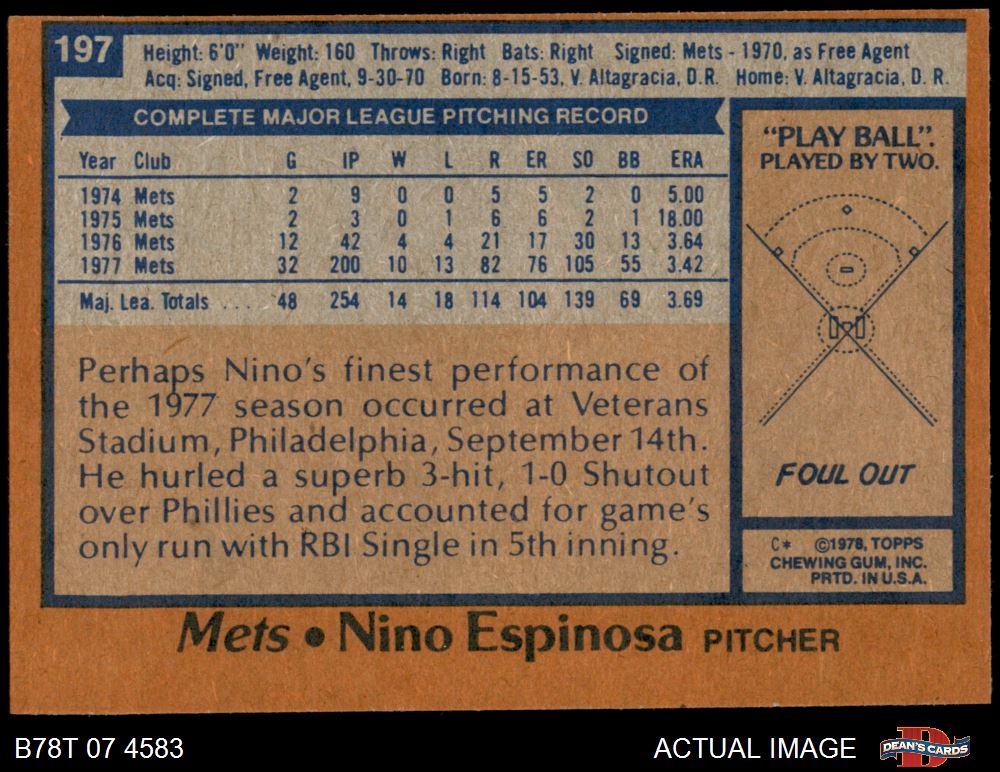 197
Height: 6'0" Weight: 160 Throws: Right Bats: Right Signed: Mets - 1970, as Free Agent
Acq: Signed, Free Agent, 9-30-70 Born: 8-15-53, V. Altagracia, D.R. Home: V. Altagracia, D. R.
COMPLETE MAJOR LEAGUE PITCHING RECORD
Year Club G IP W L R ER SO BB ERA
1974 Mets 2 9 0 0 5 5 2 0 5.00
1975 Mets 2 3 0 1 6 6 2 1 18.00
1976 Mets 12 42 4 4 21 17 30 13 3.64
1977 Mets 32 200 10 13 82 76 105 55 3.42
Maj. Lea. Totals .... 48 254 14 18 114 104 139 69 3.69
Perhaps Nino's finest performance of
the 1977 season occurred at Veterans
Stadium, Philadelphia, September 14th.
He hurled a superb 3-hit, 1-0 Shutout
over Phillies and accounted for game's
only run with RBI Single in 5th inning.
"PLAY BALL".
PLAYED BY TWO.
FOUL OUT
C* ©1978, TOPPS
CHEWING GUM, INC.
PRTD. IN U.S.A.
Mets • Nino Espinosa PITCHER
B78T 07 4583
ACTUAL IMAGE
D
DEAN'S CARDS